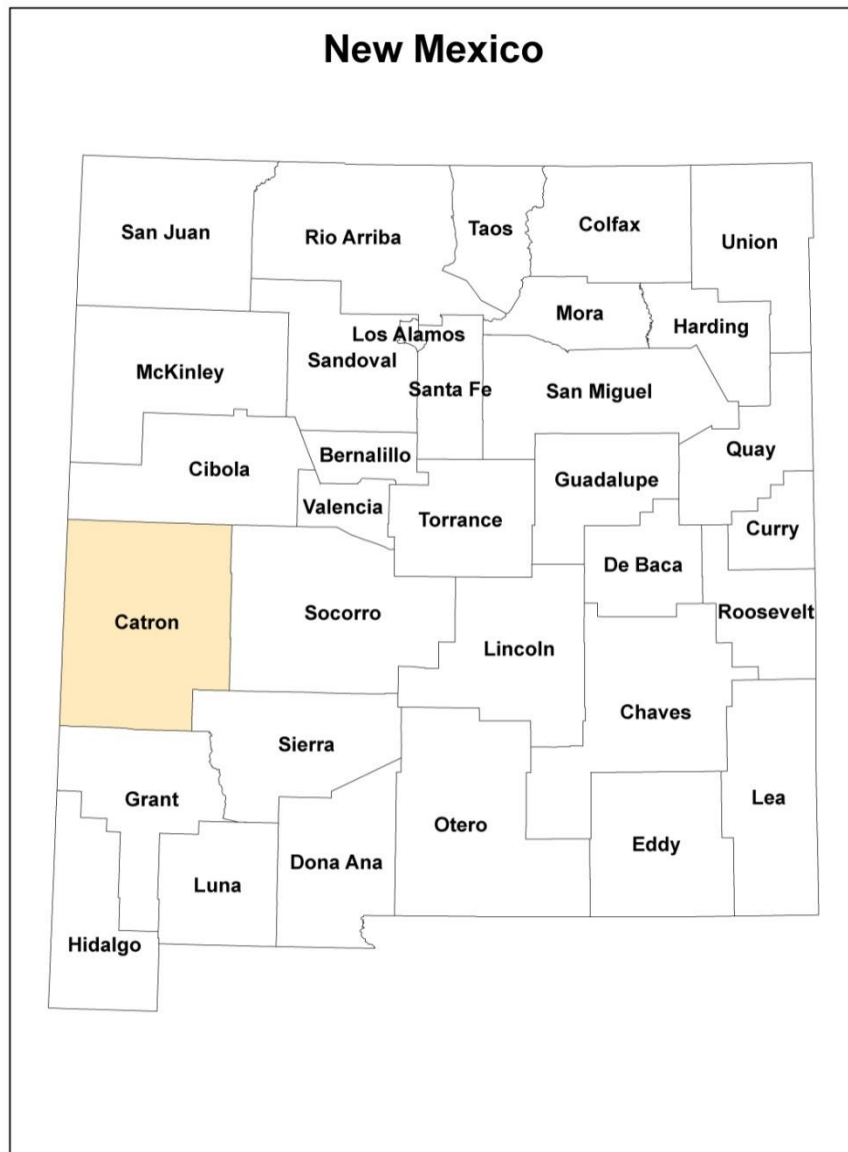 New Mexico
San Juan
Rio Arriba
Taos
Colfax
Union
Mora
Harding
Los Alamos
Sandoval
McKinley
Santa Fe
San Miguel
Quay
Cibola
Bernalillo
Guadalupe
Valencia
Torrance
Curry
De Baca
Catron
Socorro
Roosevelt
Lincoln
Chaves
Sierra
Grant
Lea
Otero
Eddy
Dona Ana
Luna
Hidalgo